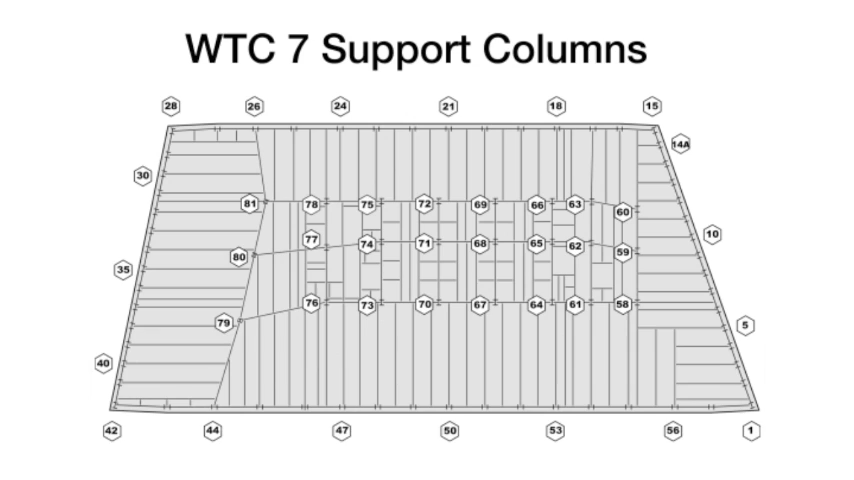 WTC 7 Support Columns
28 26 24 21 18 15
14A
30
81 78 75 72 69 66 63 60
10
77 74 71 68 65 62 59
80
35
76 73 70 67 64 61 58
79
5
40
42 44 47 50 53 56 1